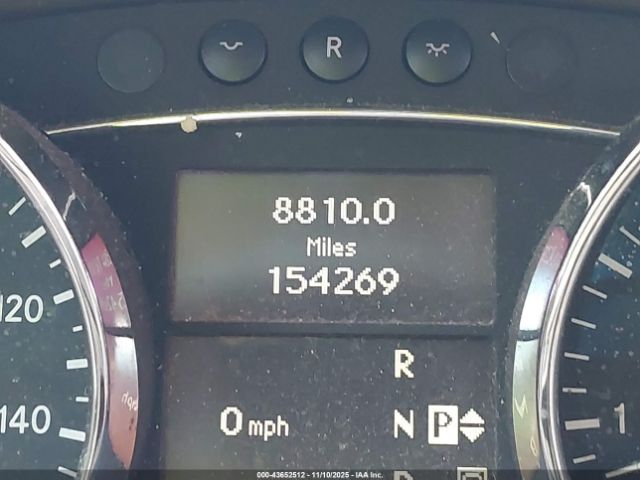 R
8810.0
Miles
154269
120
140
1
R
0 mph
N P
000-43652512 - 11/10/2025 - IAA Inc.